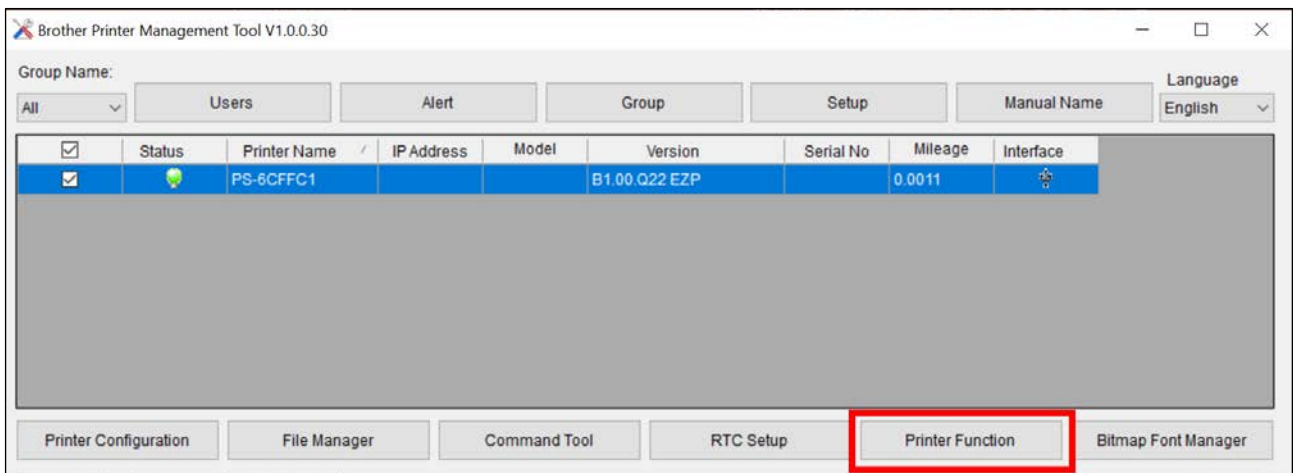 Brother Printer Management Tool V1.0.0.30
Group Name:
Language
All Users Alert Group Setup Manual Name English
Status Printer Name IP Address Model Version Serial No Mileage Interface
PS-6CFFC1 B1.00.Q22 EZP 0.0011
Printer Configuration File Manager Command Tool RTC Setup Printer Function Bitmap Font Manager